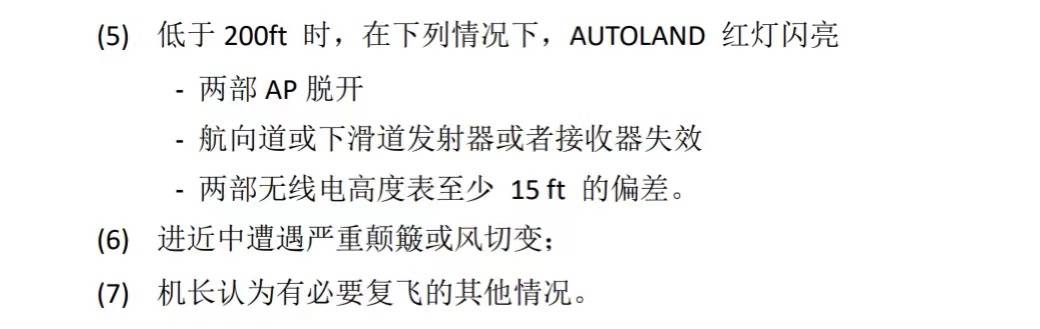 (5) 低于 200ft 时，在下列情况下，AUTOLAND 红灯闪亮
- 两部 AP 脱开
- 航向道或下滑道发射器或者接收器失效
- 两部无线电高度表至少 15 ft 的偏差。
(6) 进近中遭遇严重颠簸或风切变；
(7) 机长认为有必要复飞的其他情况。